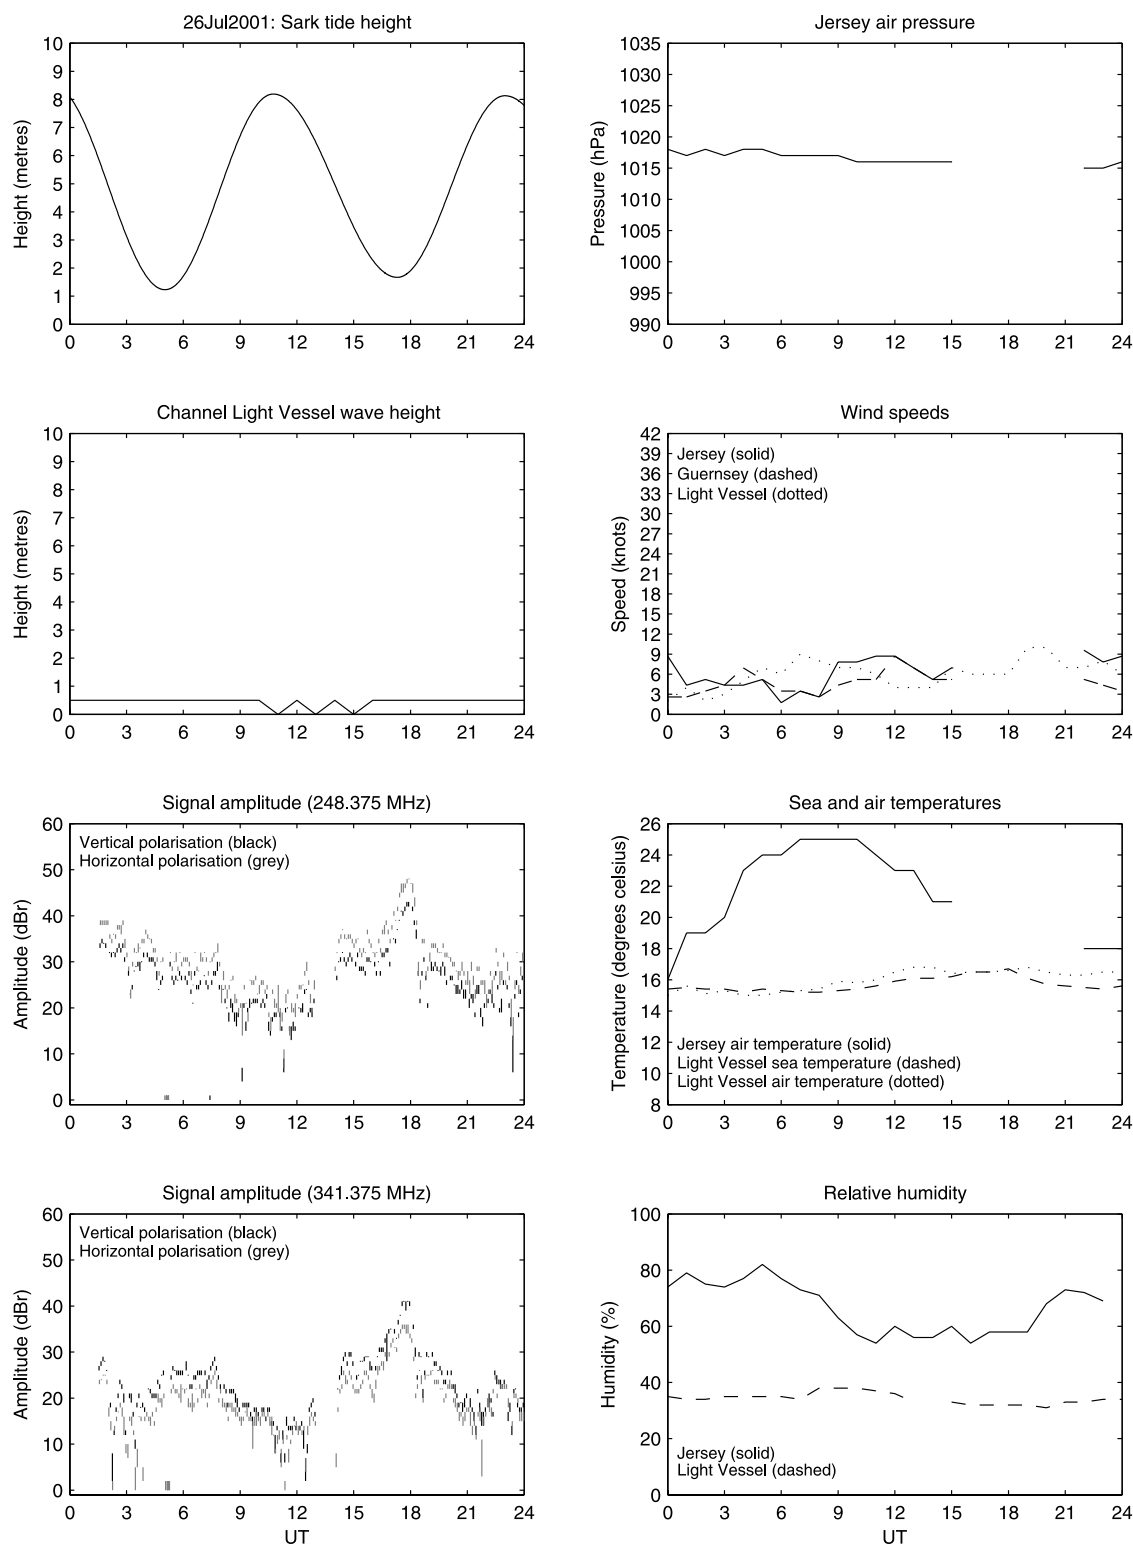 26Jul2001: Sark tide height
Height (metres)
10
9
8
7
6
5
4
3
2
1
0
0 3 6 9 12 15 18 21 24
Jersey air pressure
Pressure (hPa)
1035
1030
1025
1020
1015
1010
1005
1000
995
990
0 3 6 9 12 15 18 21 24
Channel Light Vessel wave height
Height (metres)
10
9
8
7
6
5
4
3
2
1
0
0 3 6 9 12 15 18 21 24
Wind speeds
Jersey (solid)
Guernsey (dashed)
Light Vessel (dotted)
Speed (knots)
42
39
36
33
30
27
24
21
18
15
12
9
6
3
0
0 3 6 9 12 15 18 21 24
Signal amplitude (248.375 MHz)
Vertical polarisation (black)
Horizontal polarisation (grey)
Amplitude (dBr)
60
50
40
30
20
10
0
0 3 6 9 12 15 18 21 24
Sea and air temperatures
Temperature (degrees celsius)
26
24
22
20
18
16
14
12
10
8
Jersey air temperature (solid)
Light Vessel sea temperature (dashed)
Light Vessel air temperature (dotted)
0 3 6 9 12 15 18 21 24
Signal amplitude (341.375 MHz)
Vertical polarisation (black)
Horizontal polarisation (grey)
Amplitude (dBr)
60
50
40
30
20
10
0
0 3 6 9 12 15 18 21 24
UT
Relative humidity
Humidity (%)
100
80
60
40
20
0
Jersey (solid)
Light Vessel (dashed)
0 3 6 9 12 15 18 21 24
UT